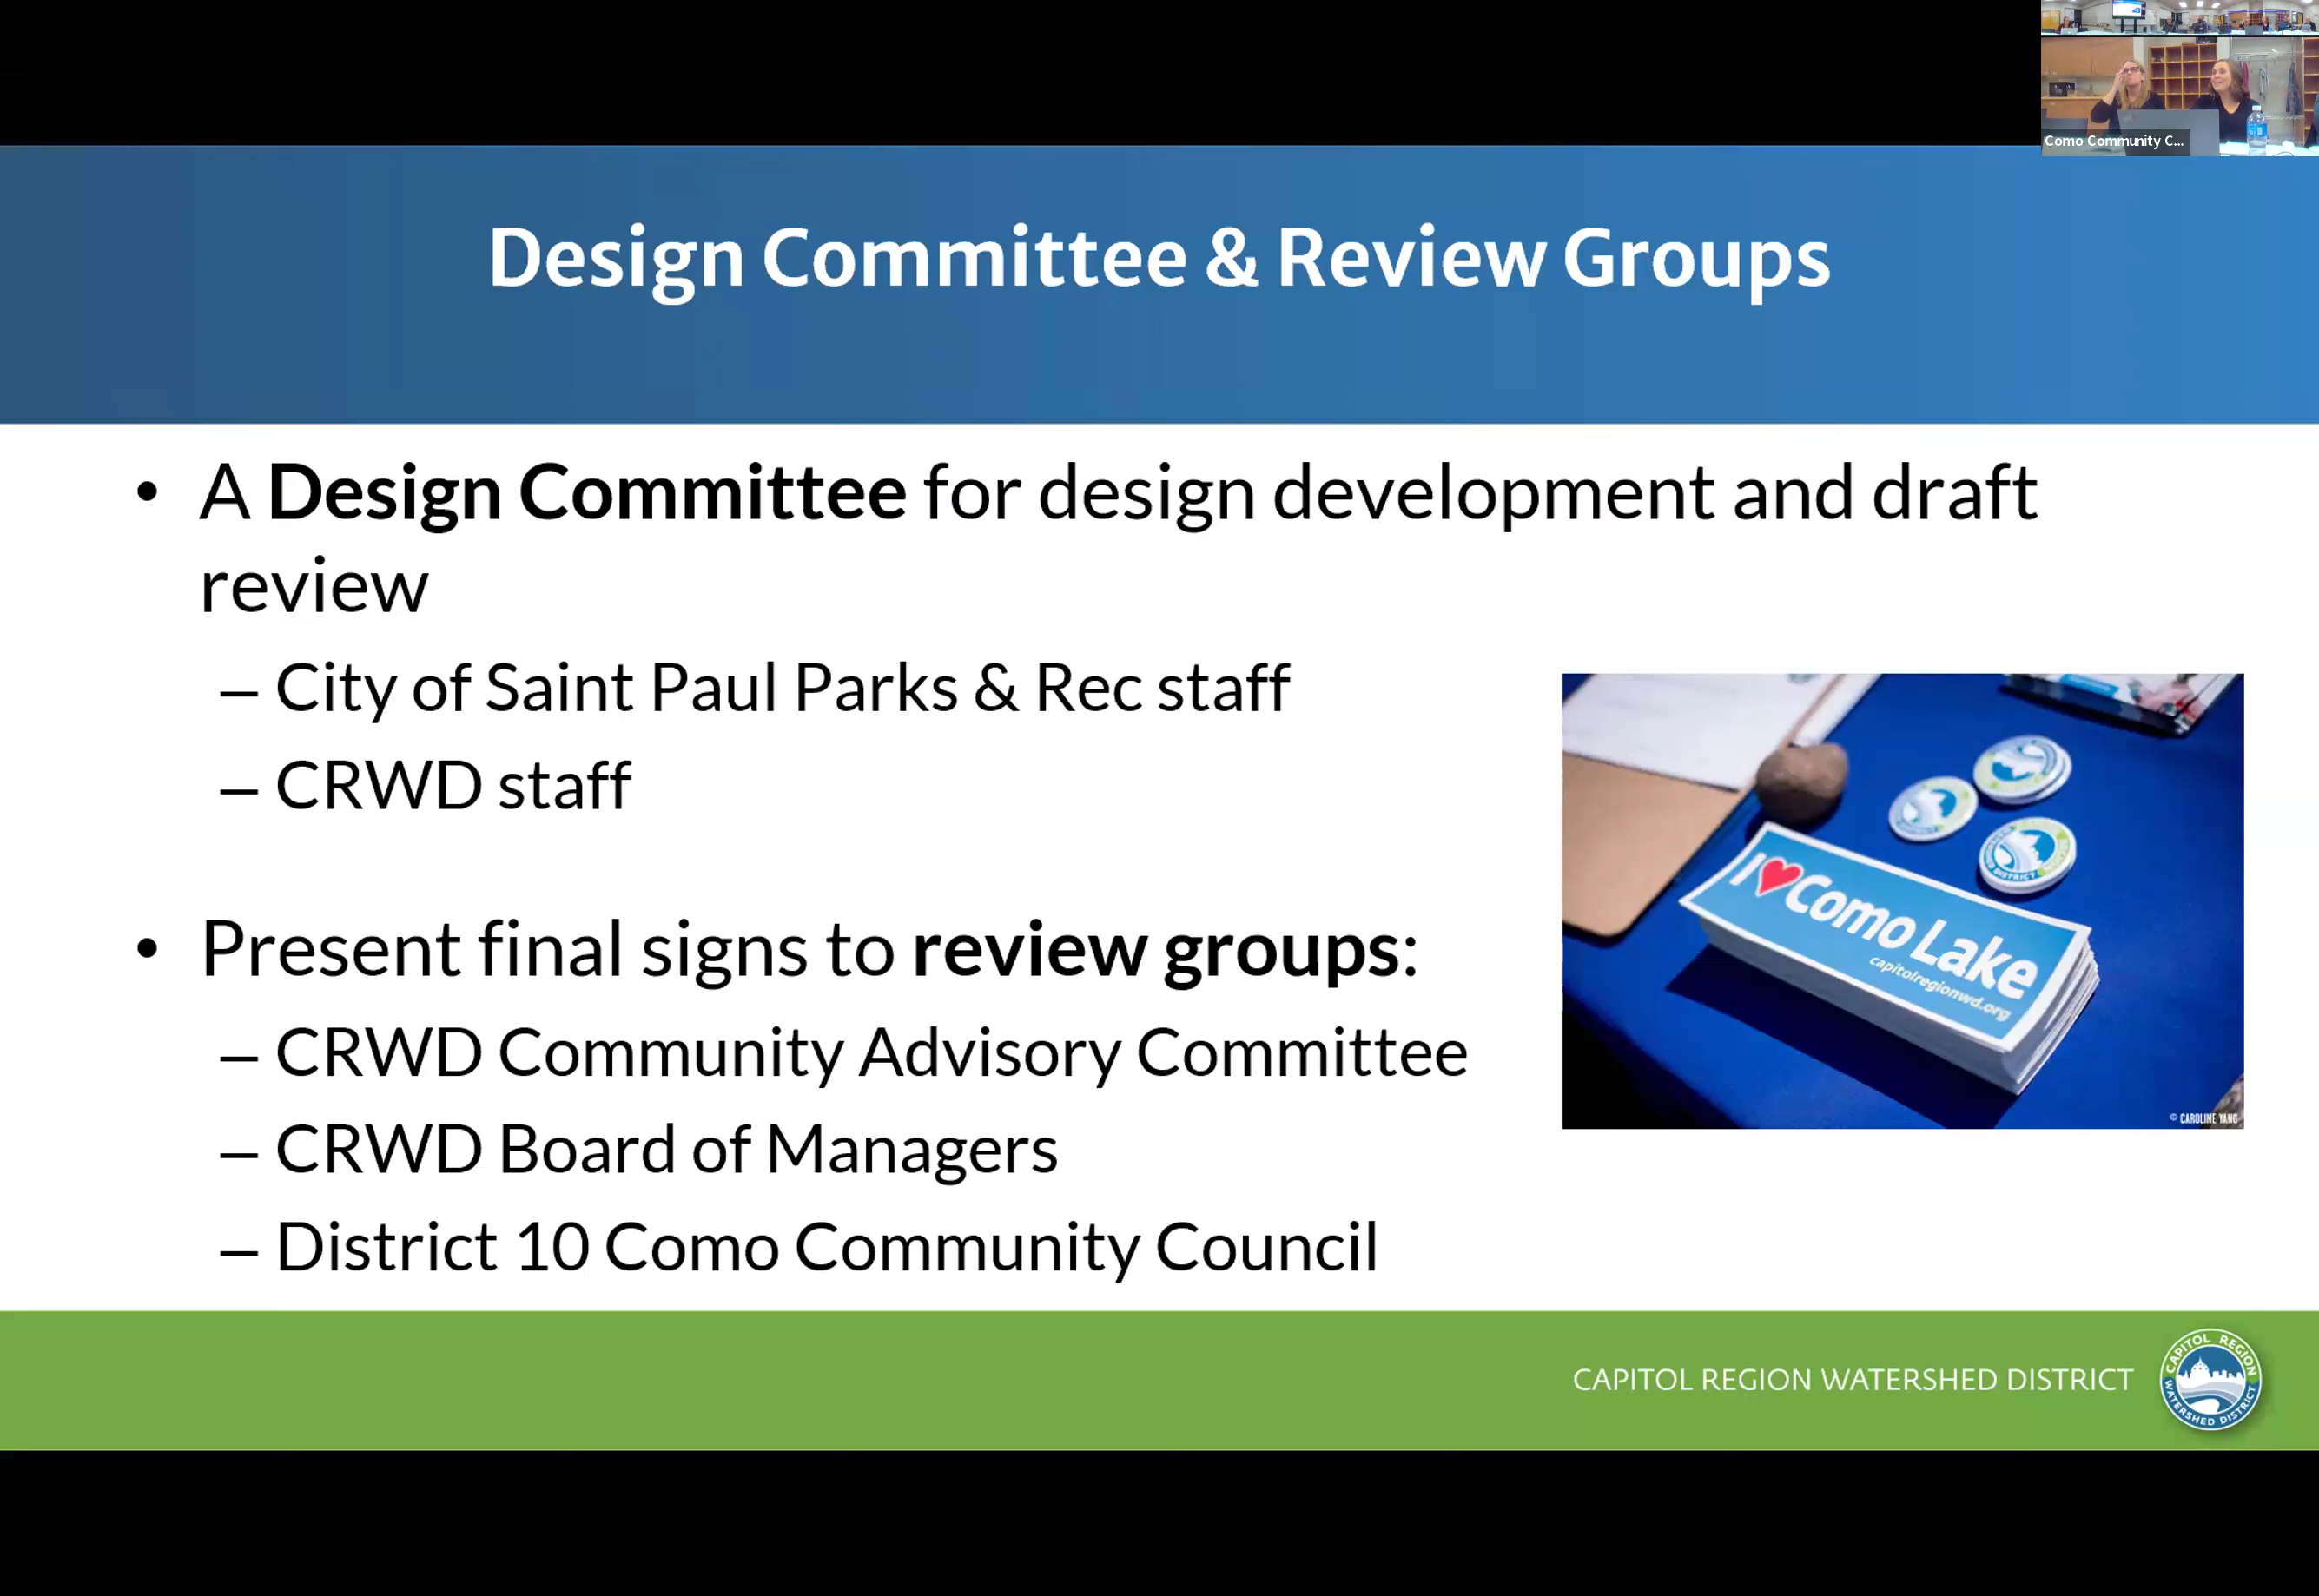 Como Community C...
Design Committee & Review Groups
• A Design Committee for design development and draft
review
– City of Saint Paul Parks & Rec staff
– CRWD staff
• Present final signs to review groups:
– CRWD Community Advisory Committee
– CRWD Board of Managers
– District 10 Como Community Council
I ❤ Como Lake
capitolregionwd.org
© CAROLINE YANG
CAPITOL REGION WATERSHED DISTRICT
CAPITOL REGION
WATERSHED DISTRICT